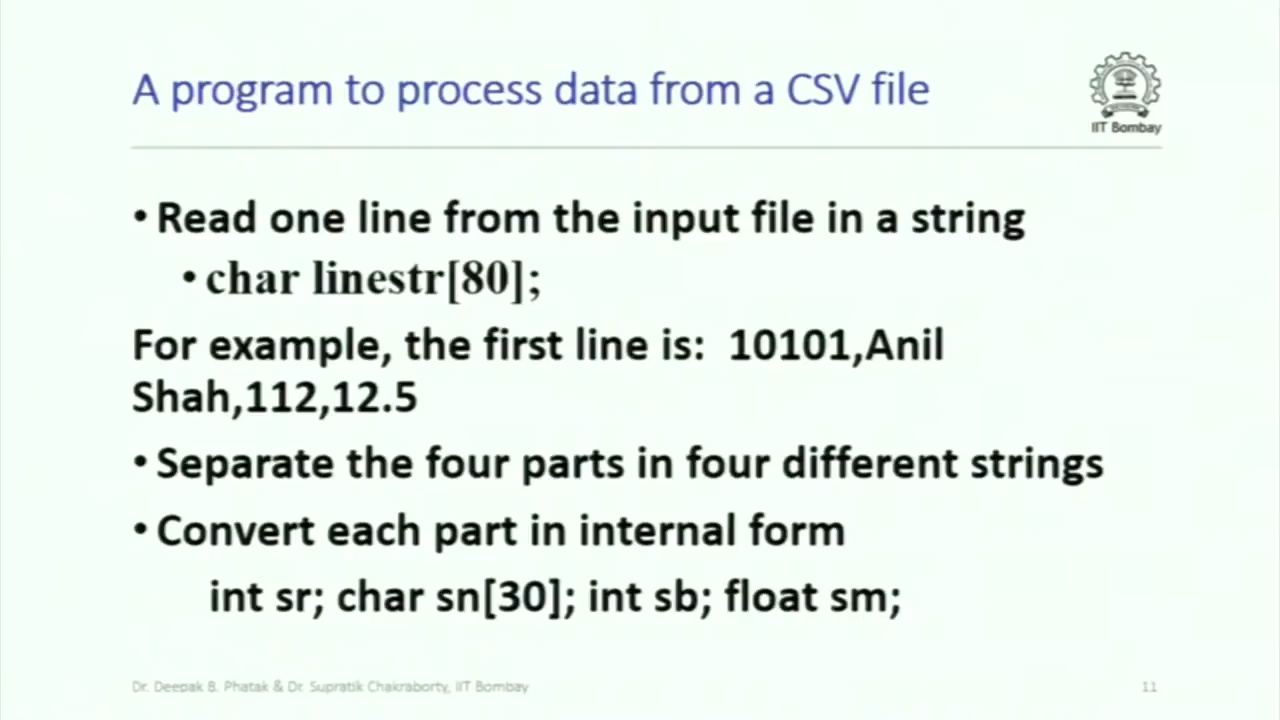 A program to process data from a CSV file
IIT Bombay
• Read one line from the input file in a string
• char linestr[80];
For example, the first line is:  10101,Anil
Shah,112,12.5
• Separate the four parts in four different strings
• Convert each part in internal form
int sr; char sn[30]; int sb; float sm;
Dr. Deepak B. Phatak & Dr. Supratik Chakraborty, IIT Bombay
11